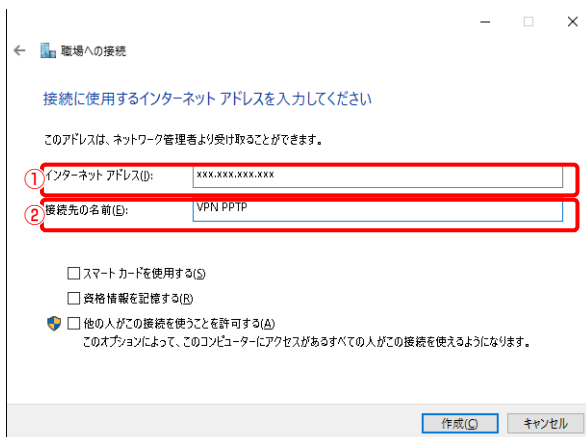 職場への接続
接続に使用するインターネット アドレスを入力してください
このアドレスは、ネットワーク管理者より受け取ることができます。
① インターネット アドレス(I): xxx.xxx.xxx.xxx
② 接続先の名前(E): VPN PPTP
スマート カードを使用する(S)
資格情報を記憶する(R)
他の人がこの接続を使うことを許可する(A)
このオプションによって、このコンピューターにアクセスがあるすべての人がこの接続を使えるようになります。
作成(C) キャンセル